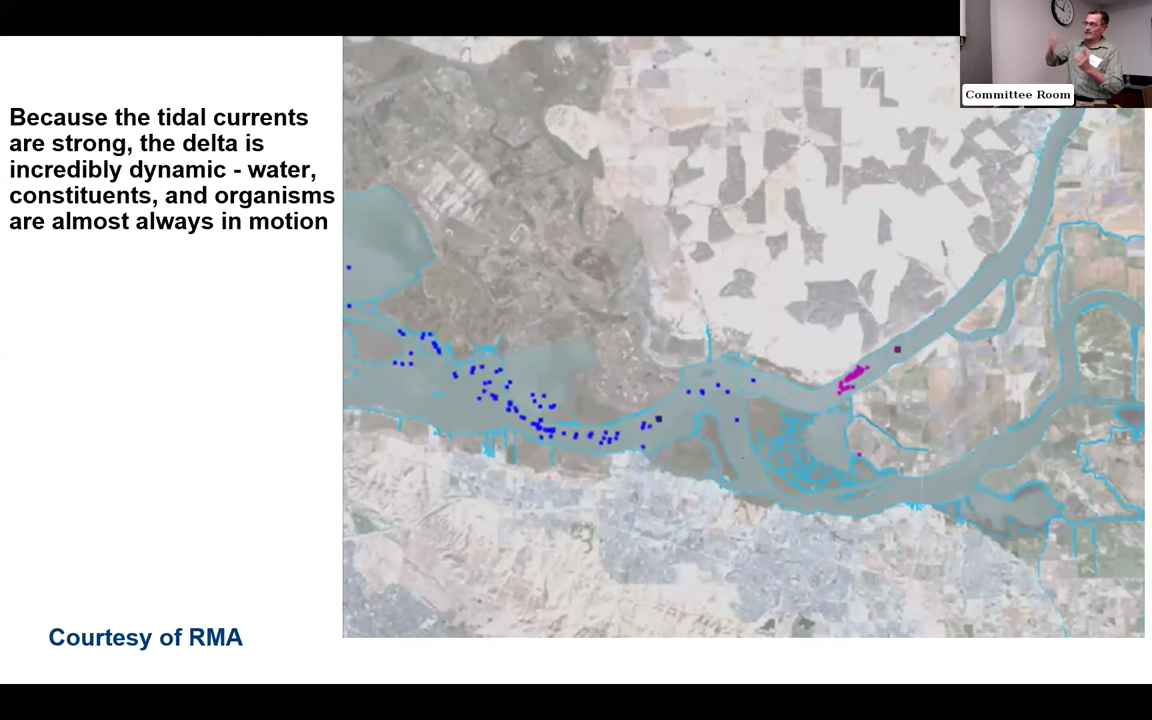 Because the tidal currents
are strong, the delta is
incredibly dynamic - water,
constituents, and organisms
are almost always in motion
Courtesy of RMA
Committee Room